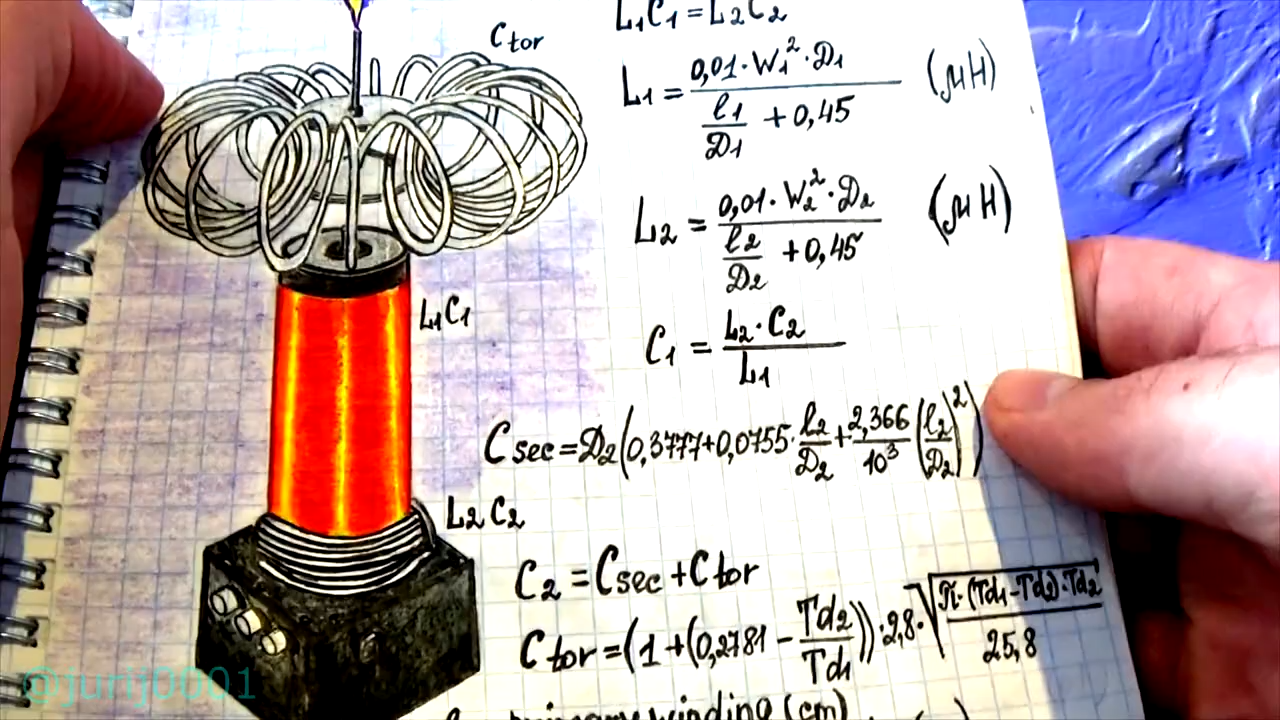 L₁C₁ = L₂C₂
Ctor
L₁ = (0,01·W₁²·D₁)/(l₁/D₁ + 0,45) (μH)
L₂ = (0,01·W₂²·D₂)/(l₂/D₂ + 0,45) (μH)
L₁C₁
C₁ = (L₂·C₂)/L₁
Csec = D₂(0,3777+0,0755·l₂/D₂+2,366/10³(l₂/D₂)²)
L₂C₂
C₂ = Csec + Ctor
Ctor = (1+(0,2781 − Td₂/Td₁))·2,8·√(π·(Td₁−Td₂)·Td₂/25,8)
winding (cm)
@jurij0001